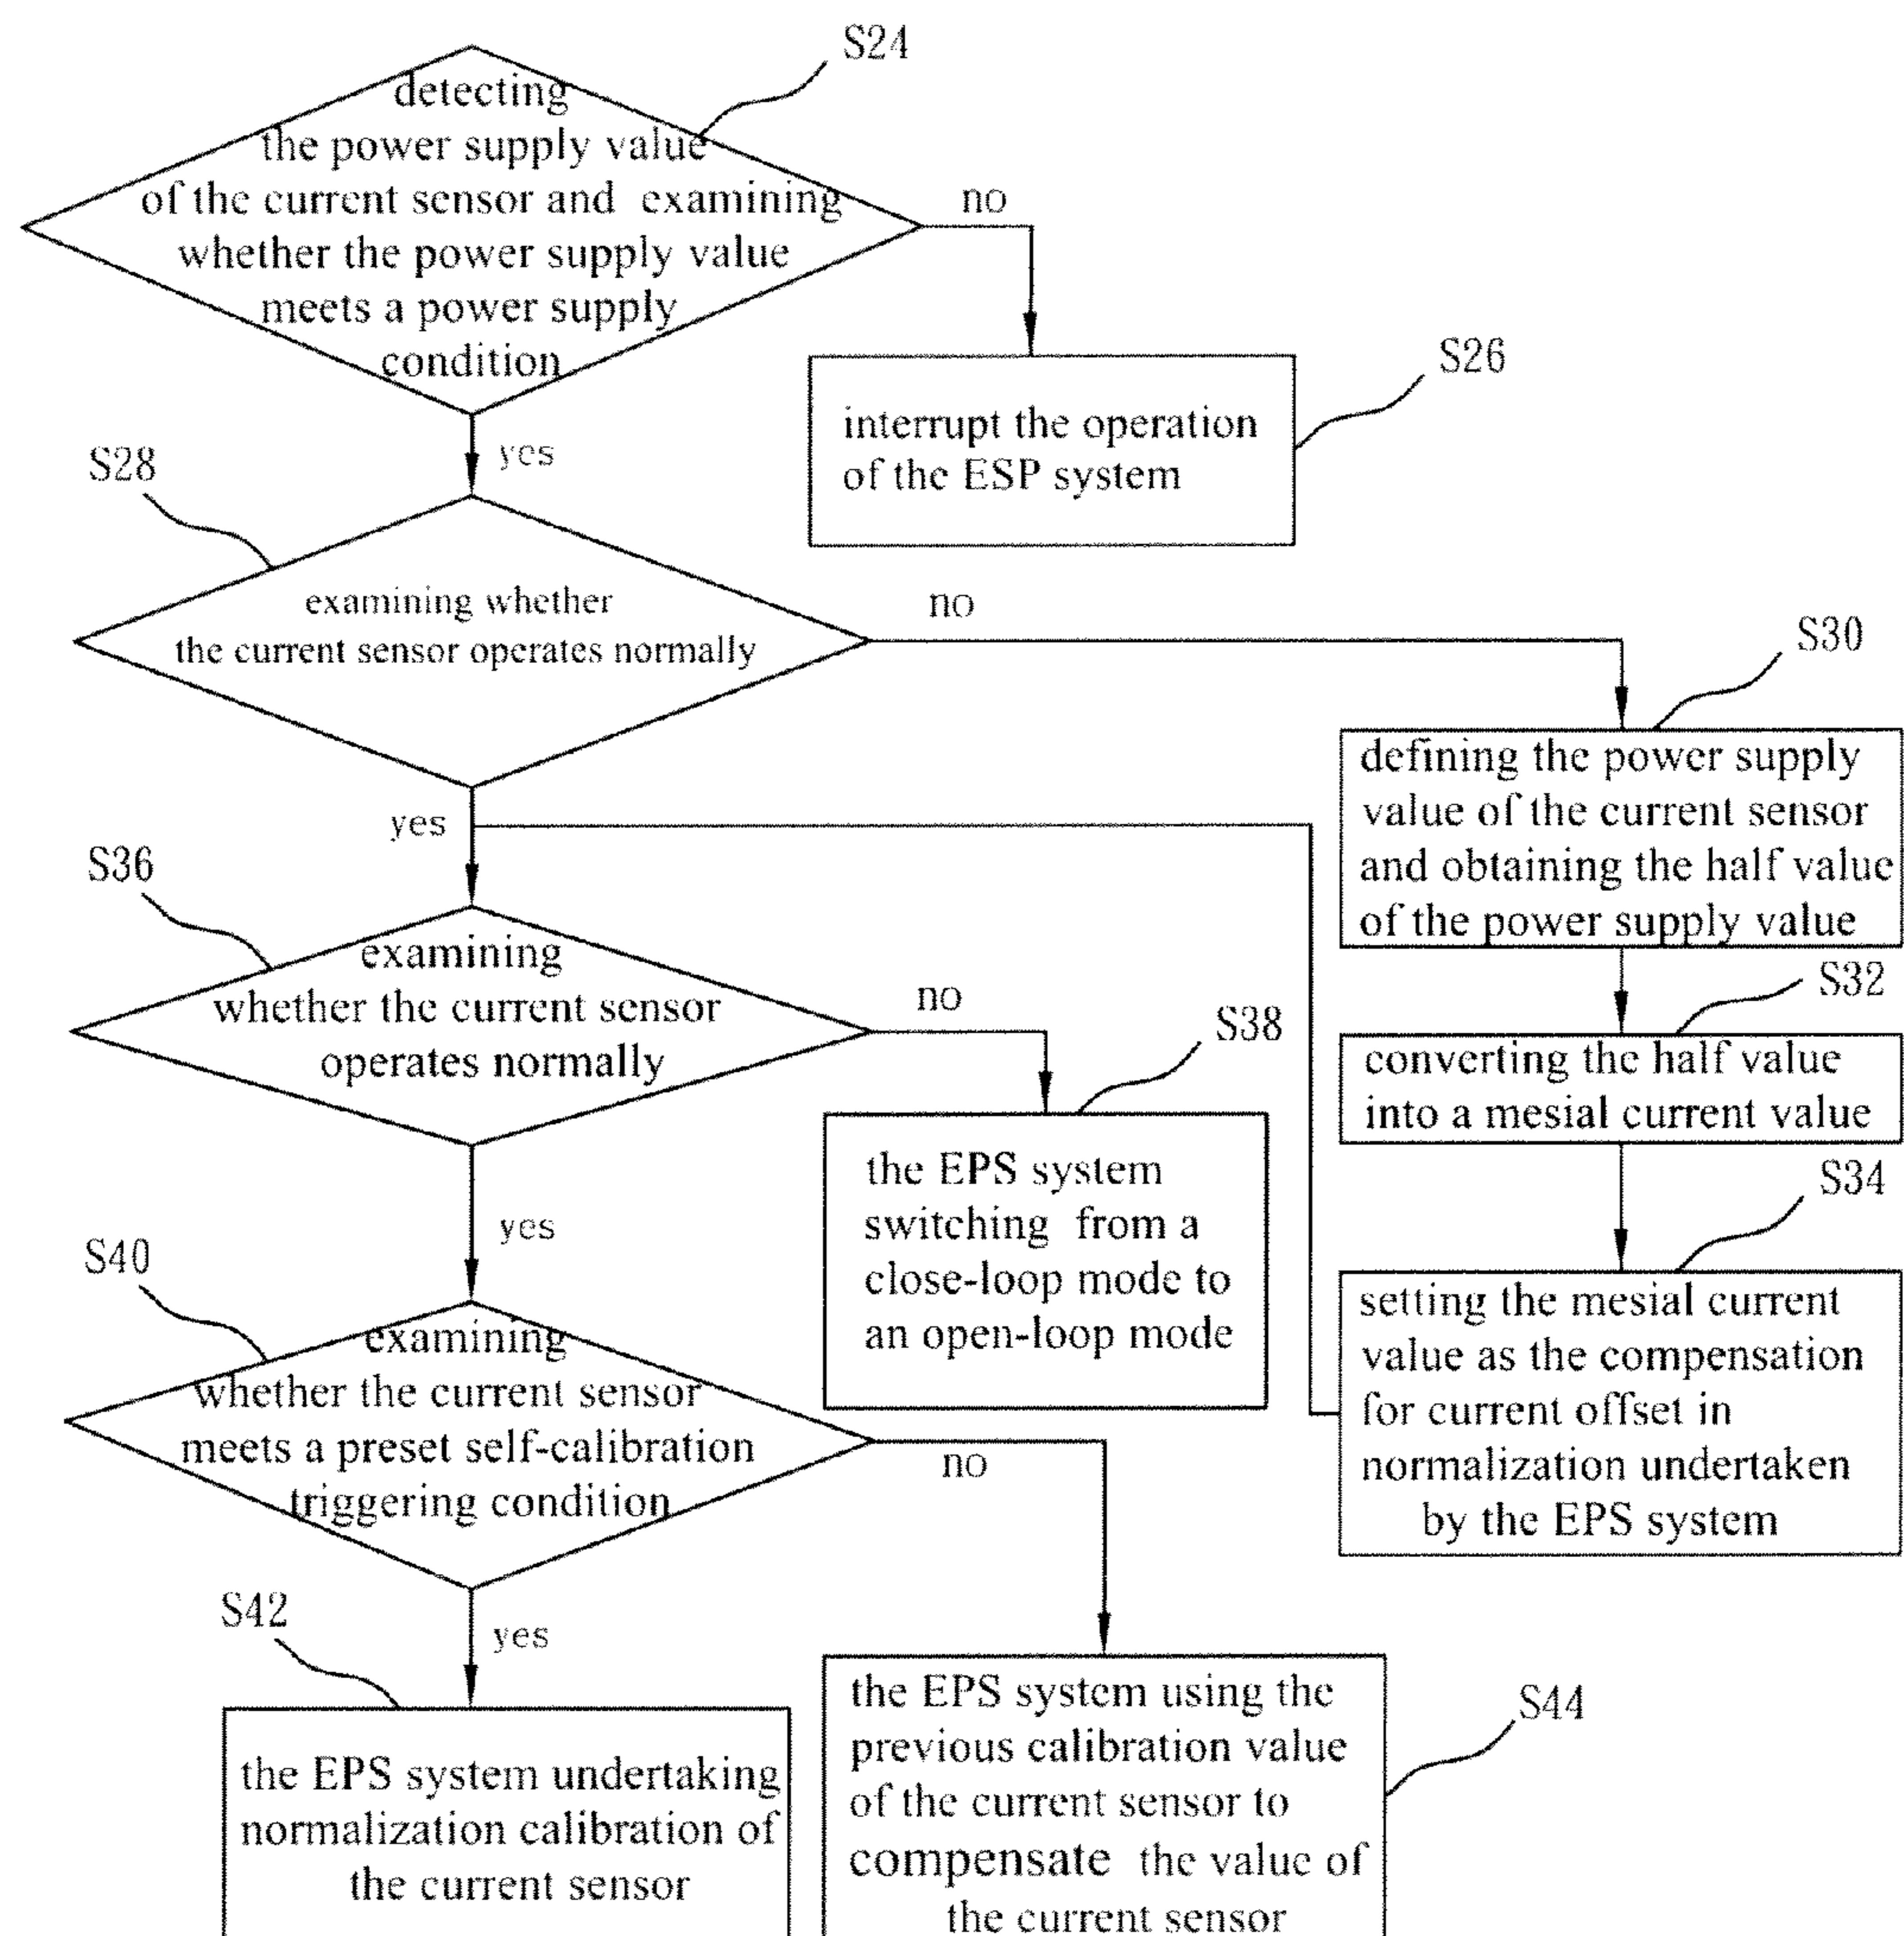 S24
detecting
the power supply value
of the current sensor and examining
whether the power supply value
meets a power supply
condition
no
S26
interrupt the operation
of the ESP system
yes
S28
examining whether
the current sensor operates normally
no
S30
defining the power supply
value of the current sensor
and obtaining the half value
of the power supply value
yes
S36
examining
whether the current sensor
operates normally
no
S38
the EPS system
switching from a
close-loop mode to
an open-loop mode
S32
converting the half value
into a mesial current value
S34
setting the mesial current
value as the compensation
for current offset in
normalization undertaken
by the EPS system
yes
S40
examining
whether the current sensor
meets a preset self-calibration
triggering condition
no
S42
yes
the EPS system undertaking
normalization calibration of
the current sensor
S44
the EPS system using the
previous calibration value
of the current sensor to
compensate the value of
the current sensor